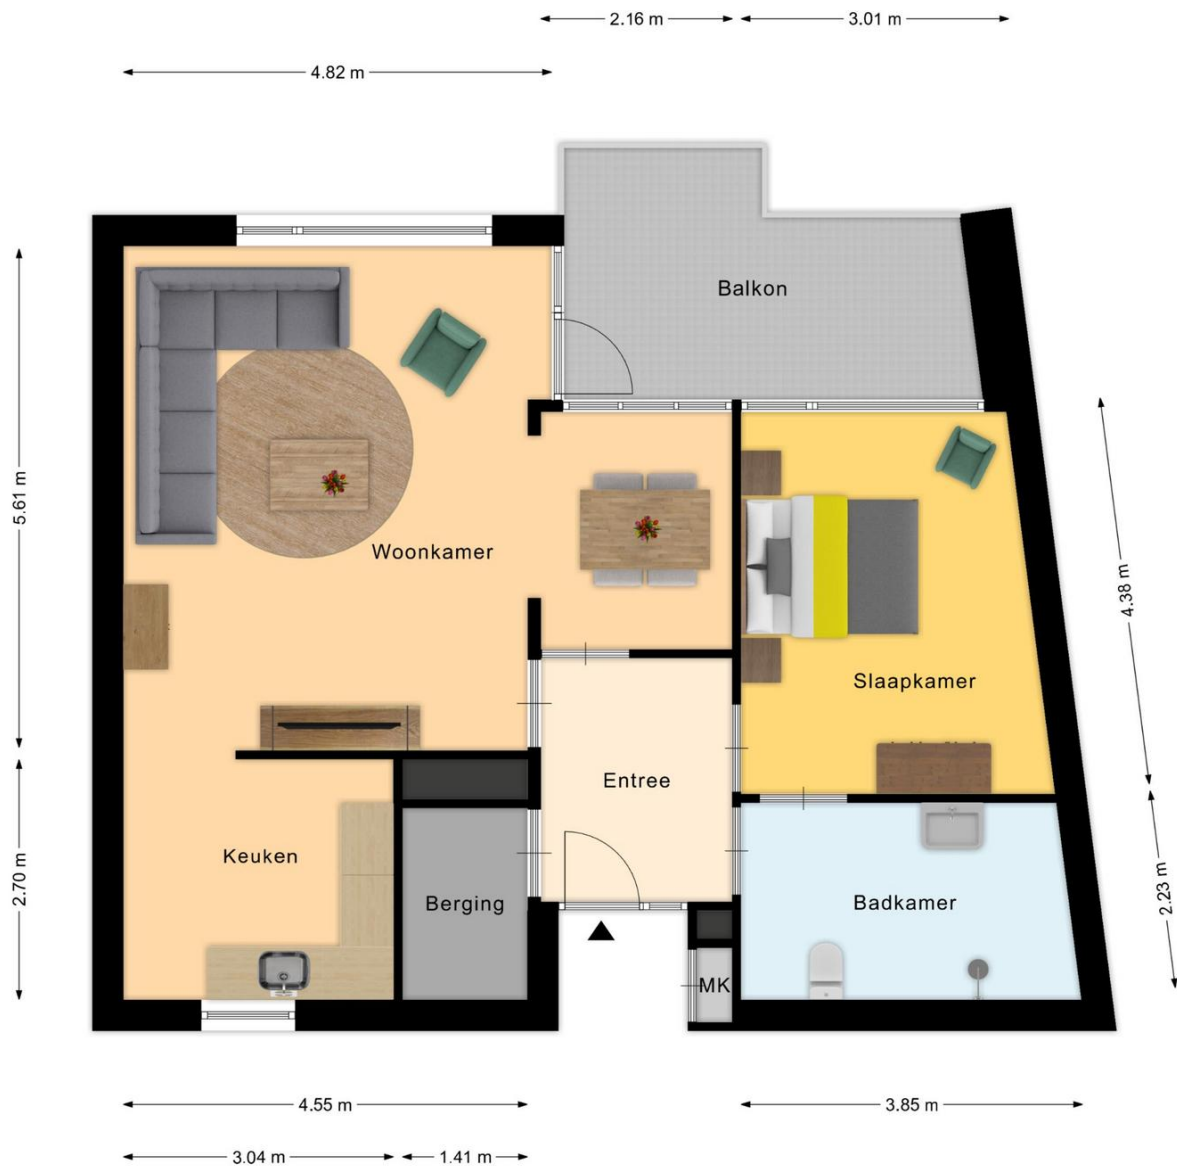 2.16 m
3.01 m
4.82 m
Balkon
5.61 m
Woonkamer
4.38 m
Slaapkamer
Entree
Keuken
2.70 m
Berging
Badkamer
2.23 m
MK
4.55 m
3.85 m
3.04 m
1.41 m